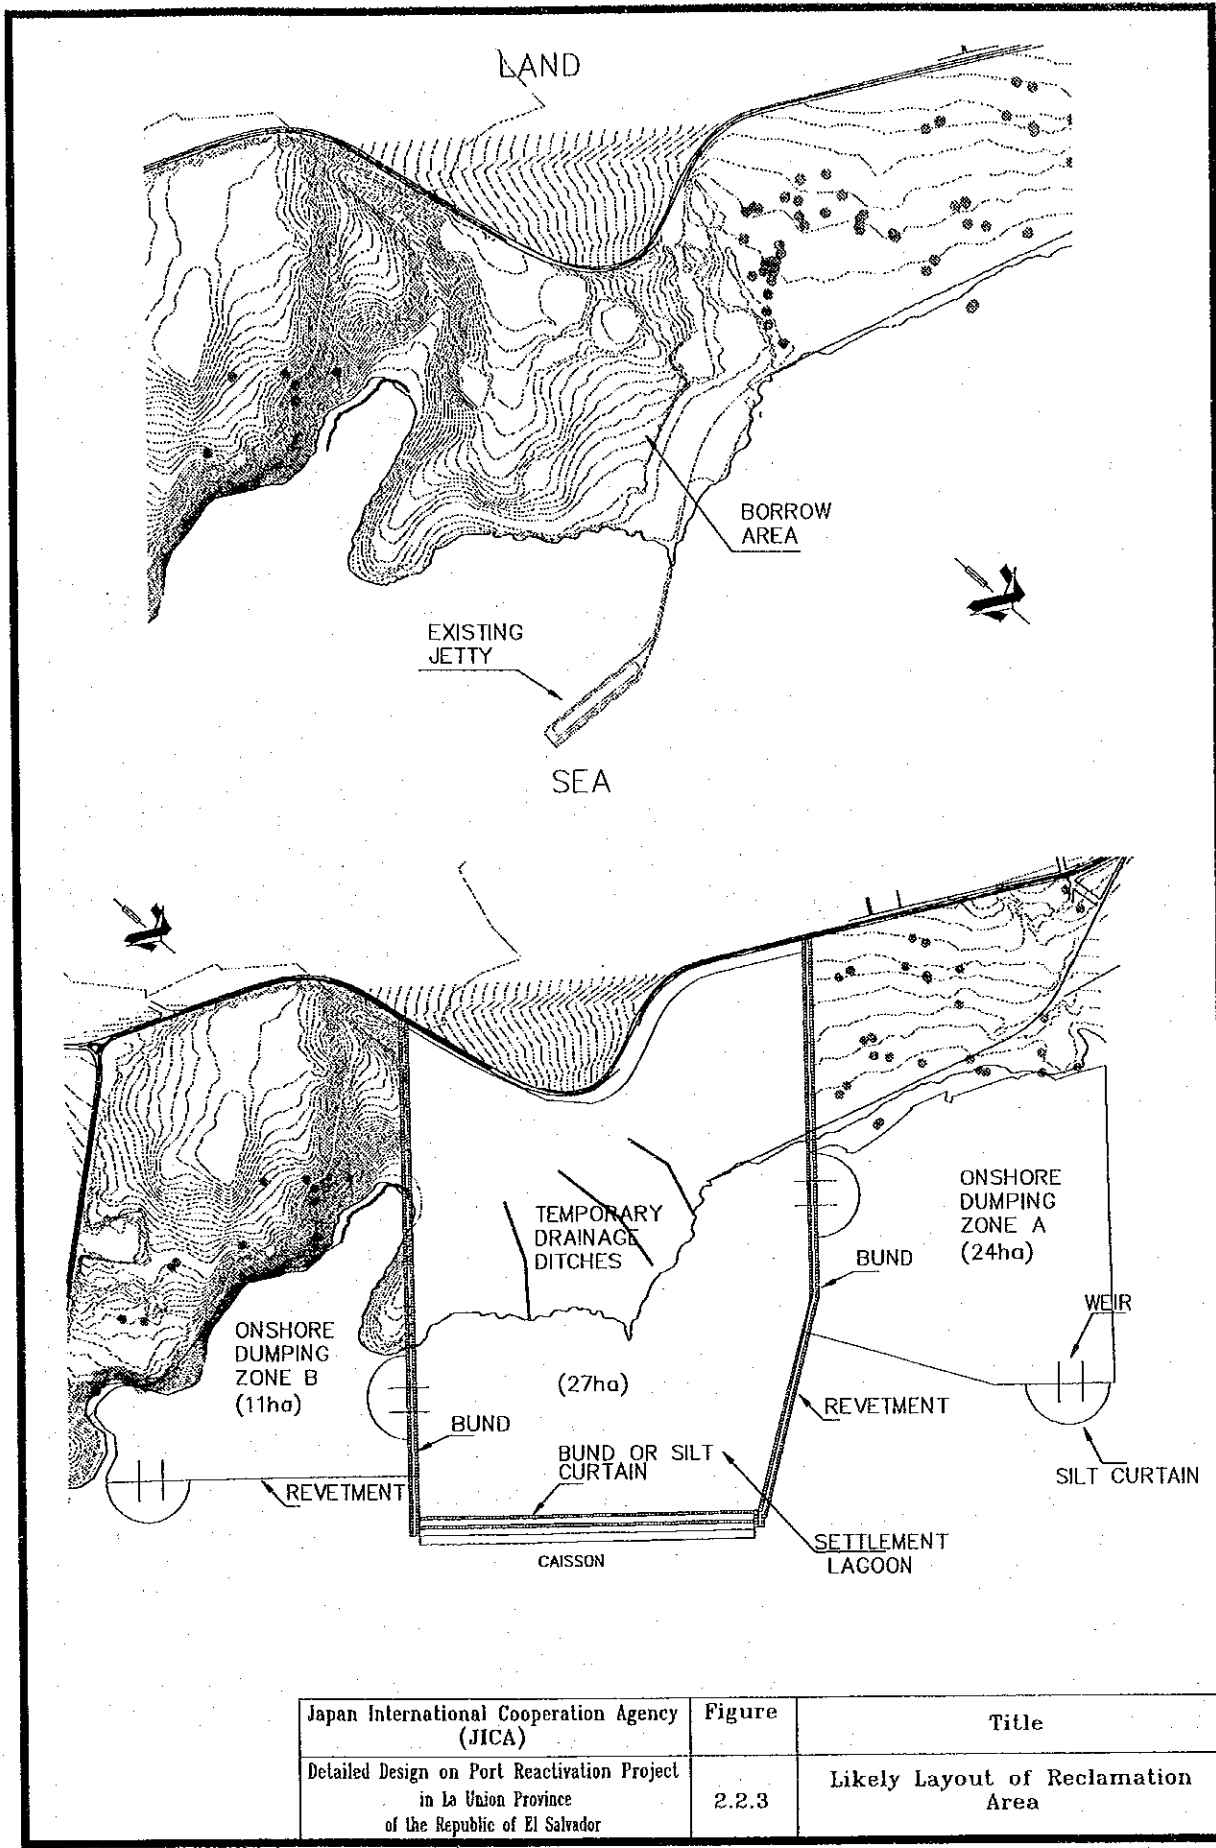 LAND
BORROW
AREA
EXISTING
JETTY
SEA
ONSHORE
DUMPING
ZONE A
(24ha)
TEMPORARY
DRAINAGE
DITCHES
BUND
WEIR
ONSHORE
DUMPING
ZONE B
(11ha)
(27ha)
REVETMENT
BUND
BUND OR SILT
CURTAIN
SILT CURTAIN
REVETMENT
SETTLEMENT
LAGOON
CAISSON
Japan International Cooperation Agency
(JICA)
Figure
Title
Detailed Design on Port Reactivation Project
in La Union Province
of the Republic of El Salvador
2.2.3
Likely Layout of Reclamation
Area